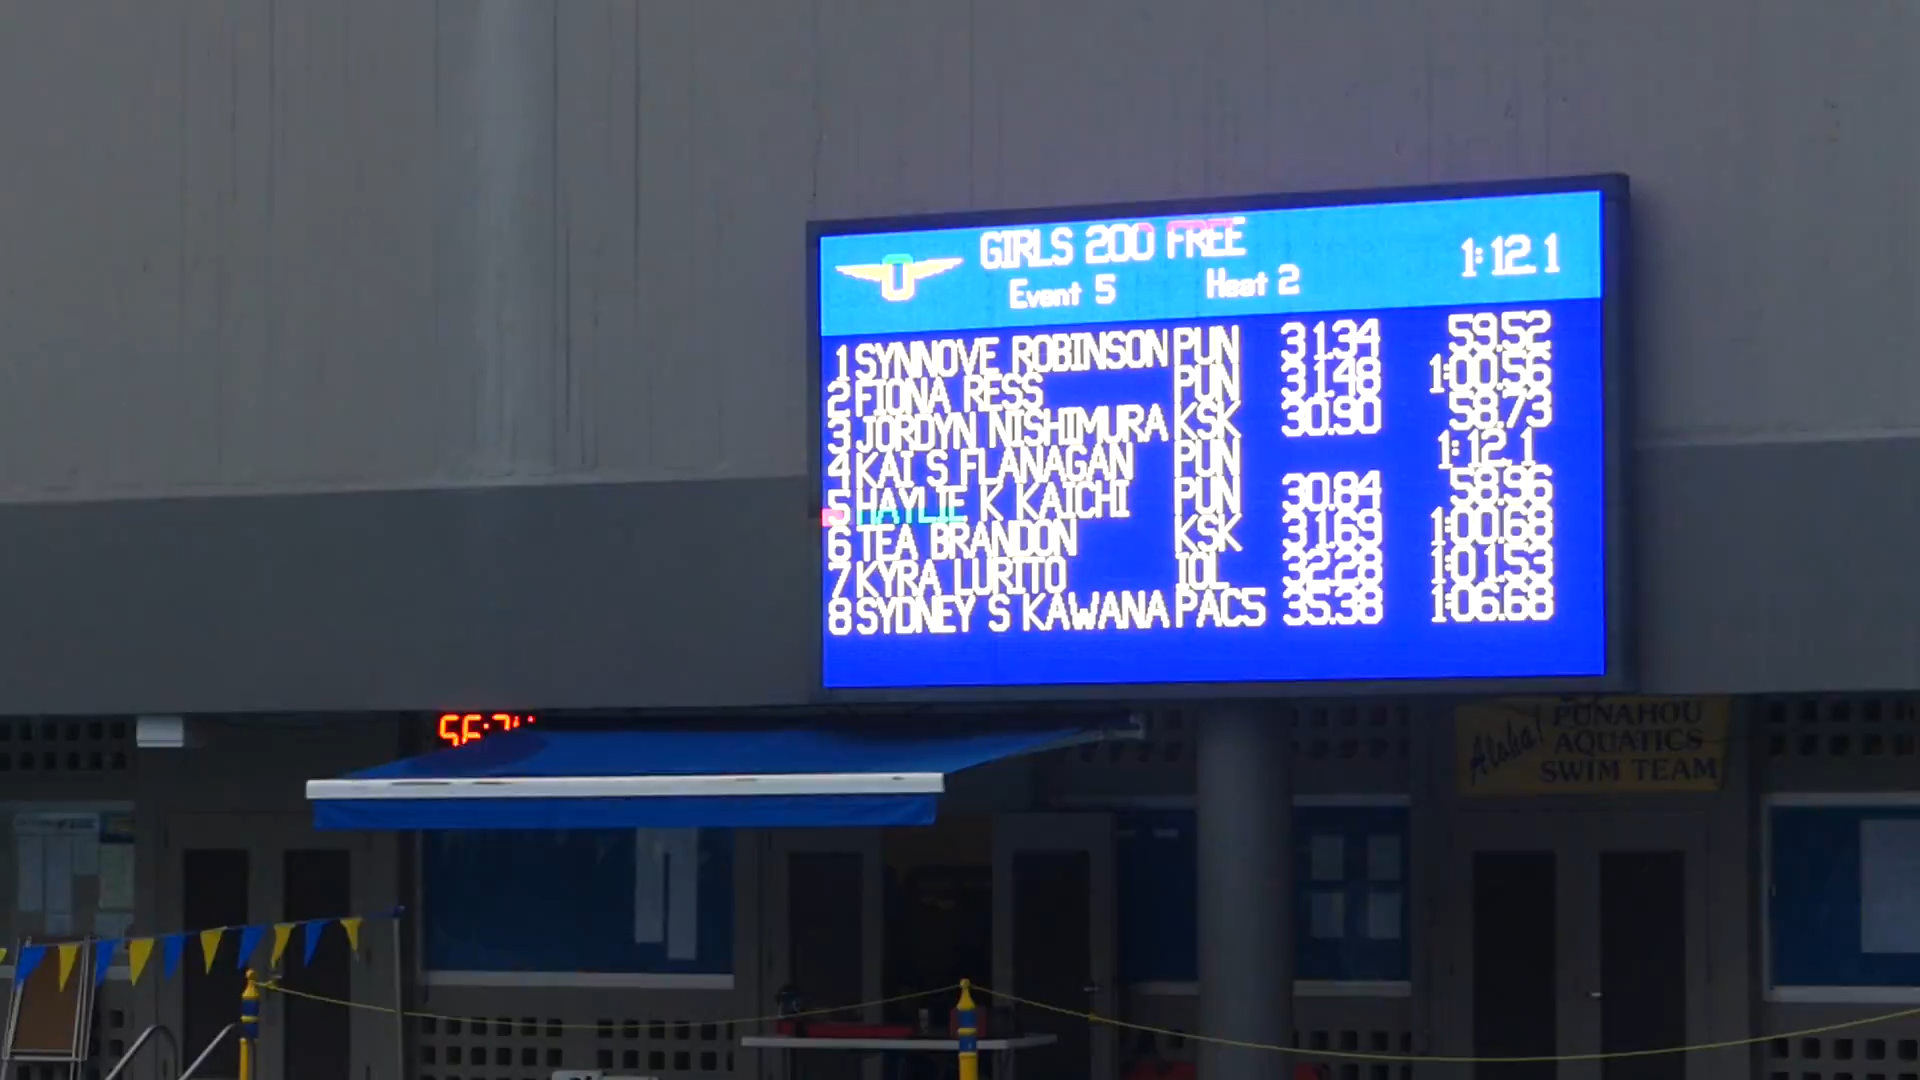 GIRLS 200 FREE
Event 5 Heat 2 1:12.1
1 SYNNOVE ROBINSON PUN 31.34 59.52
2 FIONA RESS PUN 31.48 1:00.56
3 JORDYN NISHIMURA KSK 30.90 58.73
4 KAI S FLANAGAN PUN 1:12.1
5 HAYLIE K KAICHI PUN 30.84 58.96
6 TEA BRANDON KSK 31.69 1:00.68
7 KYRA LURITO IOL 32.28 1:01.53
8 SYDNEY S KAWANA PAC5 35.38 1:06.68
Aloha!
PUNAHOU
AQUATICS
SWIM TEAM